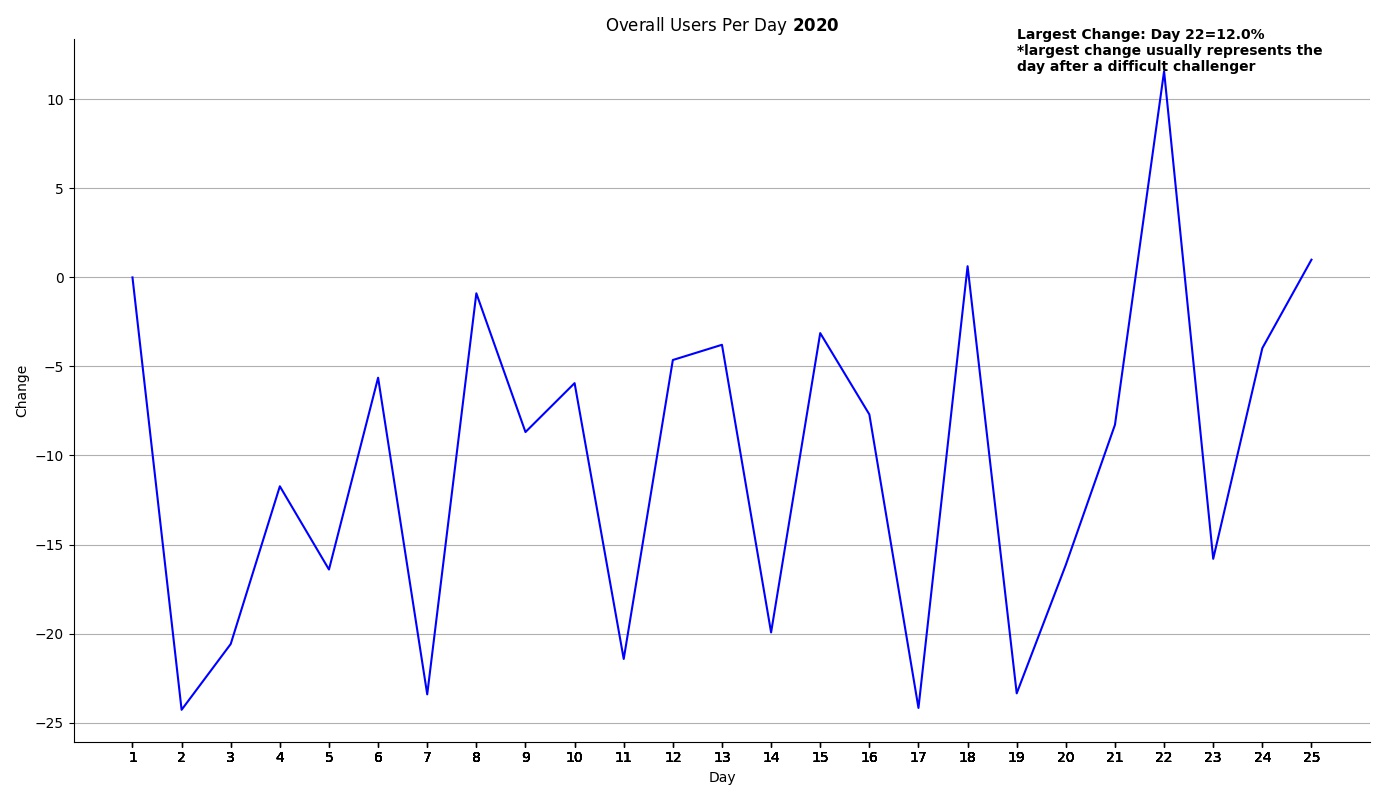 Overall Users Per Day 2020
Largest Change: Day 22=12.0%
*largest change usually represents the
day after a difficult challenger
10
5
0
−5
−10
−15
−20
−25
Change
1 2 3 4 5 6 7 8 9 10 11 12 13 14 15 16 17 18 19 20 21 22 23 24 25
Day